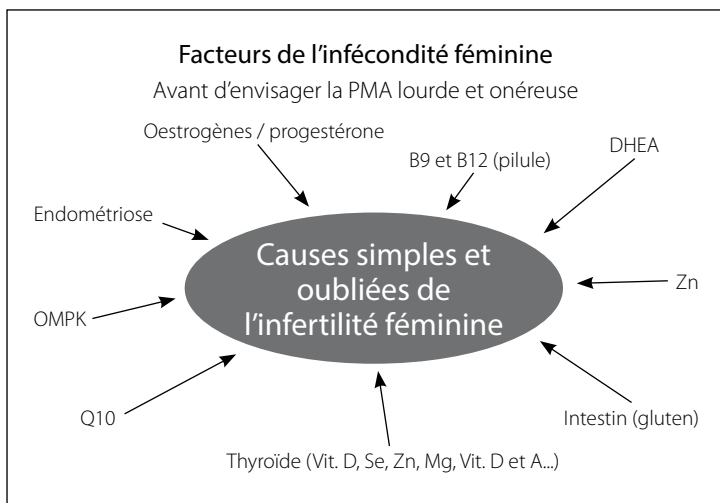 Facteurs de l’infécondité féminine
Avant d’envisager la PMA lourde et onéreuse
Oestrogènes / progestérone
B9 et B12 (pilule)
DHEA
Endométriose
Causes simples et
oubliées de
l’infertilité féminine
Zn
OMPK
Q10
Intestin (gluten)
Thyroïde (Vit. D, Se, Zn, Mg, Vit. D et A...)